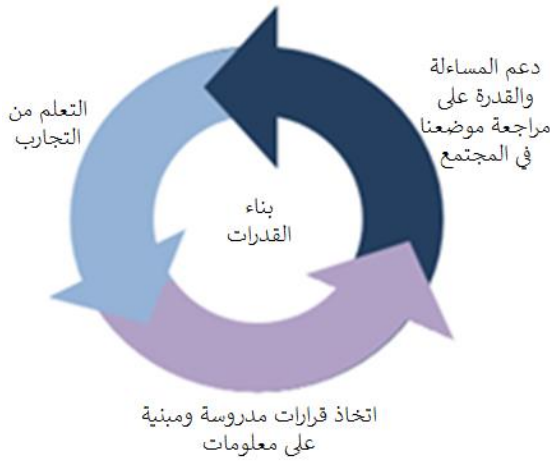 دعم المساءلة
والقدرة على
مراجعة موضعنا
في المجتمع
التعلم من
التجارب
بناء
القدرات
اتخاذ قرارات مدروسة ومبنية
على معلومات